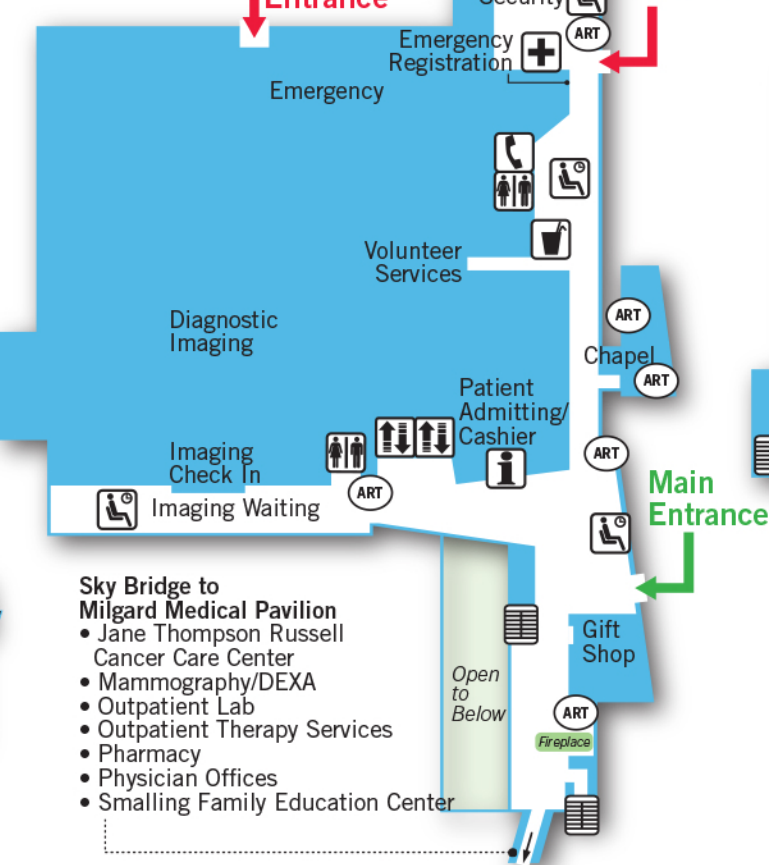 Entrance
Security
ART
Emergency
Registration
Emergency
Volunteer
Services
ART
Diagnostic
Imaging
Chapel
ART
Patient
Admitting/
Cashier
Imaging
Check In
ART
ART
Main
Entrance
Imaging Waiting
Sky Bridge to
Milgard Medical Pavilion
• Jane Thompson Russell
Cancer Care Center
• Mammography/DEXA
• Outpatient Lab
• Outpatient Therapy Services
• Pharmacy
• Physician Offices
• Smalling Family Education Center
Open
to
Below
Gift
Shop
ART
Fireplace